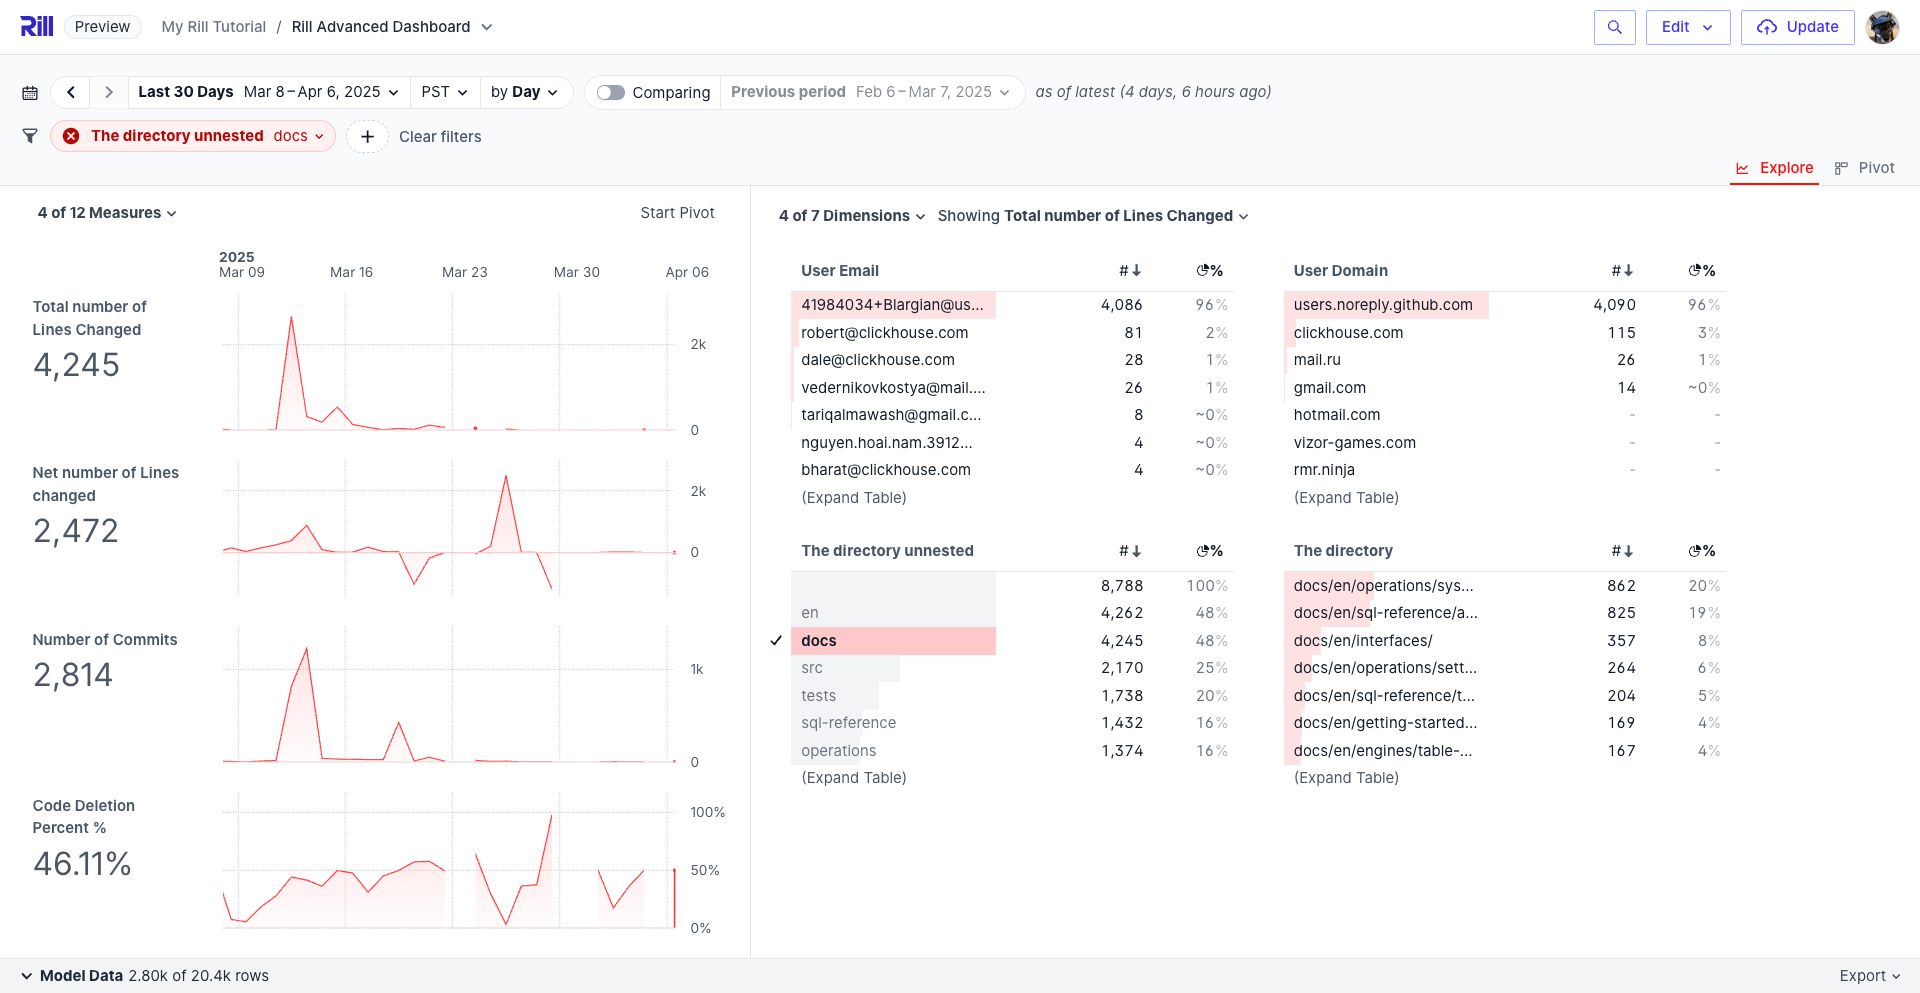 Rill Preview My Rill Tutorial / Rill Advanced Dashboard Edit Update
Last 30 Days Mar 8 – Apr 6, 2025 PST by Day Comparing Previous period Feb 6 – Mar 7, 2025 as of latest (4 days, 6 hours ago)
The directory unnested docs + Clear filters
Explore Pivot
4 of 12 Measures Start Pivot
2025
Mar 09 Mar 16 Mar 23 Mar 30 Apr 06
Total number of
Lines Changed
4,245
2k
0
Net number of Lines
changed
2,472
2k
0
Number of Commits
2,814
1k
0
Code Deletion
Percent %
46.11%
100%
50%
0%
4 of 7 Dimensions Showing Total number of Lines Changed
User Email # %
41984034+Blargian@us... 4,086 96%
robert@clickhouse.com 81 2%
dale@clickhouse.com 28 1%
vedernikovkostya@mail.... 26 1%
tariqalmawash@gmail.c... 8 ~0%
nguyen.hoai.nam.3912... 4 ~0%
bharat@clickhouse.com 4 ~0%
(Expand Table)
User Domain # %
users.noreply.github.com 4,090 96%
clickhouse.com 115 3%
mail.ru 26 1%
gmail.com 14 ~0%
hotmail.com - -
vizor-games.com - -
rmr.ninja - -
(Expand Table)
The directory unnested # %
8,788 100%
en 4,262 48%
docs 4,245 48%
src 2,170 25%
tests 1,738 20%
sql-reference 1,432 16%
operations 1,374 16%
(Expand Table)
The directory # %
docs/en/operations/sys... 862 20%
docs/en/sql-reference/a... 825 19%
docs/en/interfaces/ 357 8%
docs/en/operations/sett... 264 6%
docs/en/sql-reference/t... 204 5%
docs/en/getting-started... 169 4%
docs/en/engines/table-... 167 4%
(Expand Table)
Model Data 2.80k of 20.4k rows Export